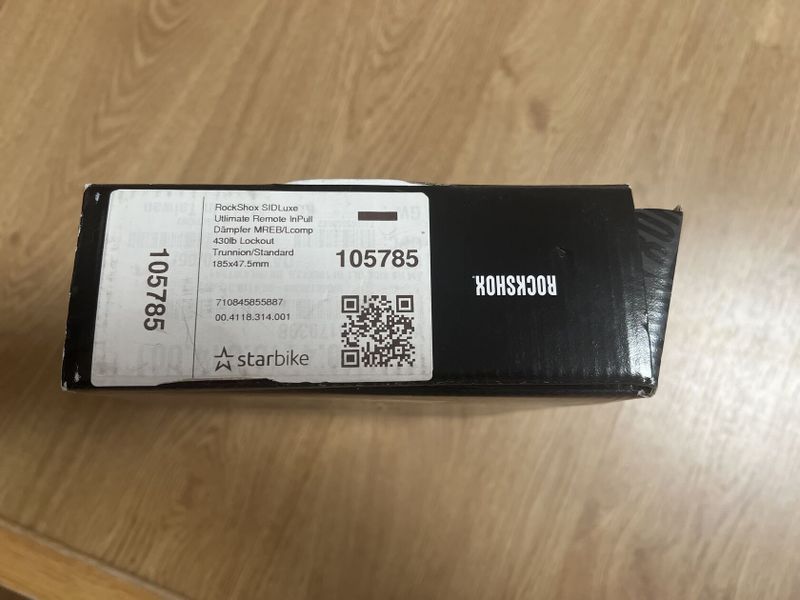 RockShox SIDLuxe
Utlimate Remote InPull
Dämpfer MREB/Lcomp
430lb Lockout
Trunnion/Standard
185x47.5mm
105785
105785
710845855887
00.4118.314.001
starbike
ROCKSHOX